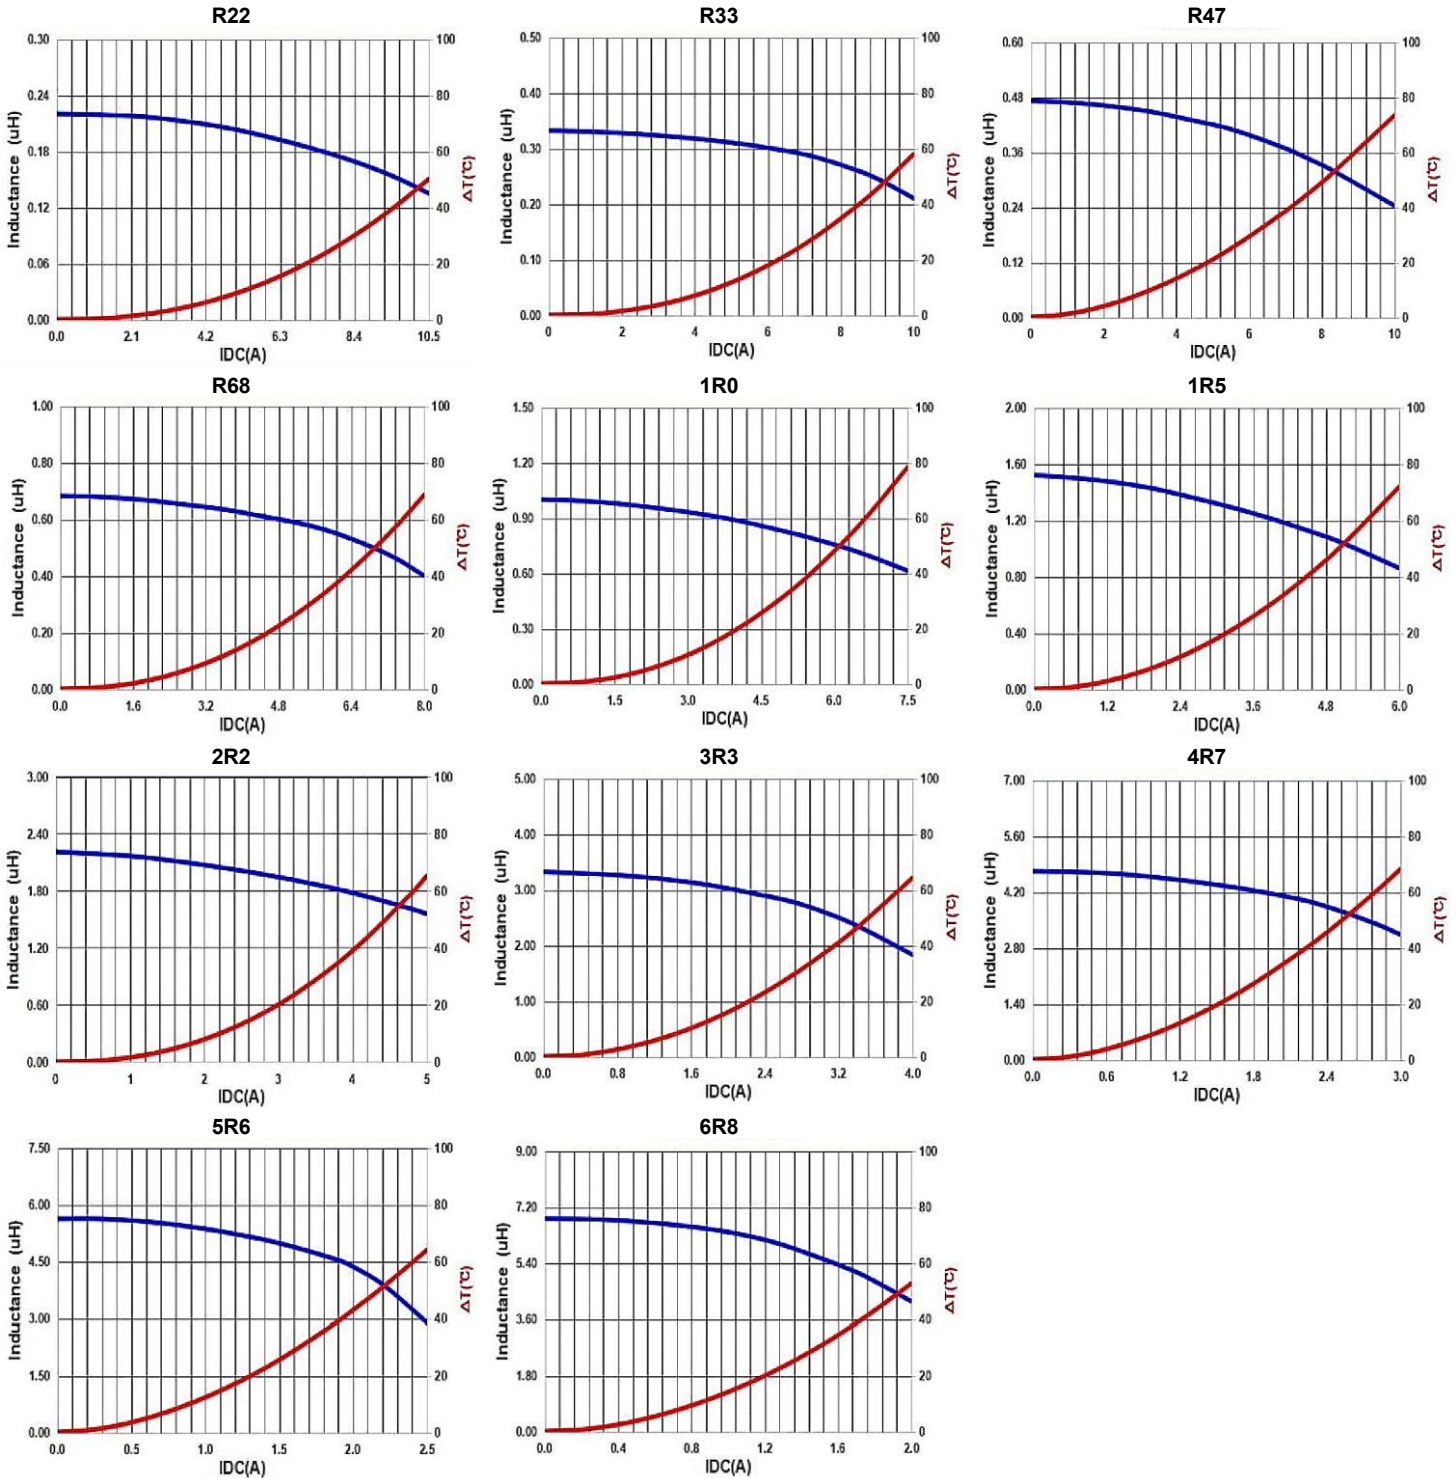 R22
0.30
0.24
0.18
0.12
0.06
0.00
100
80
60
40
20
0
0.0 2.1 4.2 6.3 8.4 10.5
Inductance (uH)
△T(℃)
IDC(A)
R33
0.50
0.40
0.30
0.20
0.10
0.00
100
80
60
40
20
0
0 2 4 6 8 10
Inductance (uH)
△T(℃)
IDC(A)
R47
0.60
0.48
0.36
0.24
0.12
0.00
100
80
60
40
20
0
0 2 4 6 8 10
Inductance (uH)
△T(℃)
IDC(A)
R68
1.00
0.80
0.60
0.40
0.20
0.00
100
80
60
40
20
0
0.0 1.6 3.2 4.8 6.4 8.0
Inductance (uH)
△T(℃)
IDC(A)
1R0
1.50
1.20
0.90
0.60
0.30
0.00
100
80
60
40
20
0
0.0 1.5 3.0 4.5 6.0 7.5
Inductance (uH)
△T(℃)
IDC(A)
1R5
2.00
1.60
1.20
0.80
0.40
0.00
100
80
60
40
20
0
0.0 1.2 2.4 3.6 4.8 6.0
Inductance (uH)
△T(℃)
IDC(A)
2R2
3.00
2.40
1.80
1.20
0.60
0.00
100
80
60
40
20
0
0 1 2 3 4 5
Inductance (uH)
△T(℃)
IDC(A)
3R3
5.00
4.00
3.00
2.00
1.00
0.00
100
80
60
40
20
0
0.0 0.8 1.6 2.4 3.2 4.0
Inductance (uH)
△T(℃)
IDC(A)
4R7
7.00
5.60
4.20
2.80
1.40
0.00
100
80
60
40
20
0
0.0 0.6 1.2 1.8 2.4 3.0
Inductance (uH)
△T(℃)
IDC(A)
5R6
7.50
6.00
4.50
3.00
1.50
0.00
100
80
60
40
20
0
0.0 0.5 1.0 1.5 2.0 2.5
Inductance (uH)
△T(℃)
IDC(A)
6R8
9.00
7.20
5.40
3.60
1.80
0.00
100
80
60
40
20
0
0.0 0.4 0.8 1.2 1.6 2.0
Inductance (uH)
△T(℃)
IDC(A)